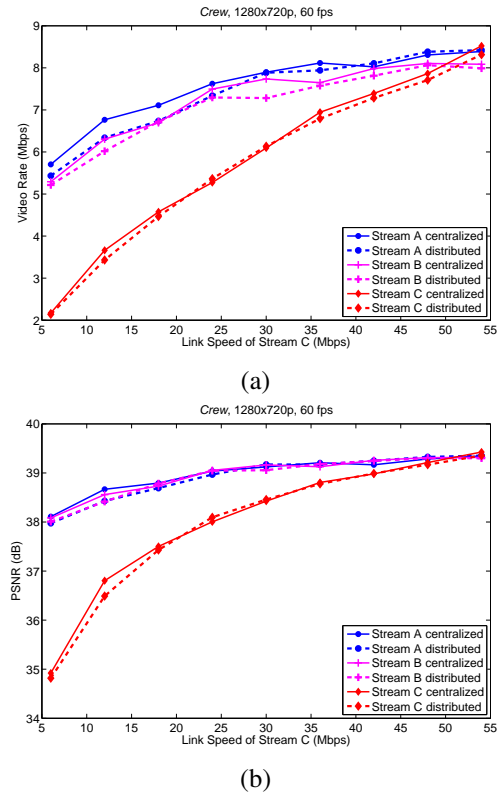 Crew, 1280x720p, 60 fps
9
8
7
6
5
4
3
2
Video Rate (Mbps)
5 10 15 20 25 30 35 40 45 50 55
Link Speed of Stream C (Mbps)
Stream A centralized
Stream A distributed
Stream B centralized
Stream B distributed
Stream C centralized
Stream C distributed
(a)
Crew, 1280x720p, 60 fps
40
39
38
37
36
35
34
PSNR (dB)
5 10 15 20 25 30 35 40 45 50 55
Link Speed of Stream C (Mbps)
Stream A centralized
Stream A distributed
Stream B centralized
Stream B distributed
Stream C centralized
Stream C distributed
(b)